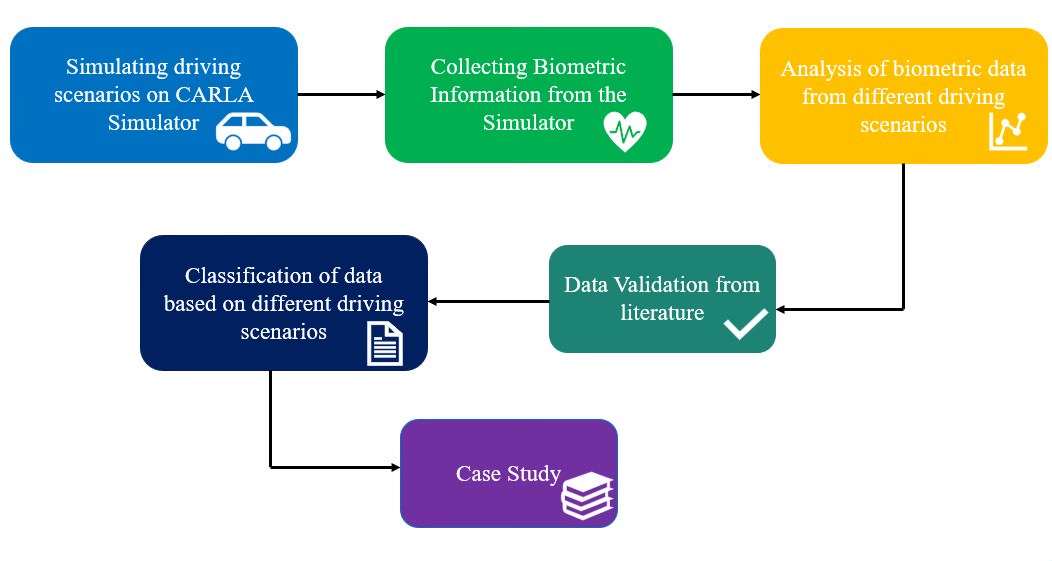 Simulating driving
scenarios on CARLA
Simulator
Collecting Biometric
Information from the
Simulator
Analysis of biometric data
from different driving
scenarios
Data Validation from
literature
Classification of data
based on different driving
scenarios
Case Study